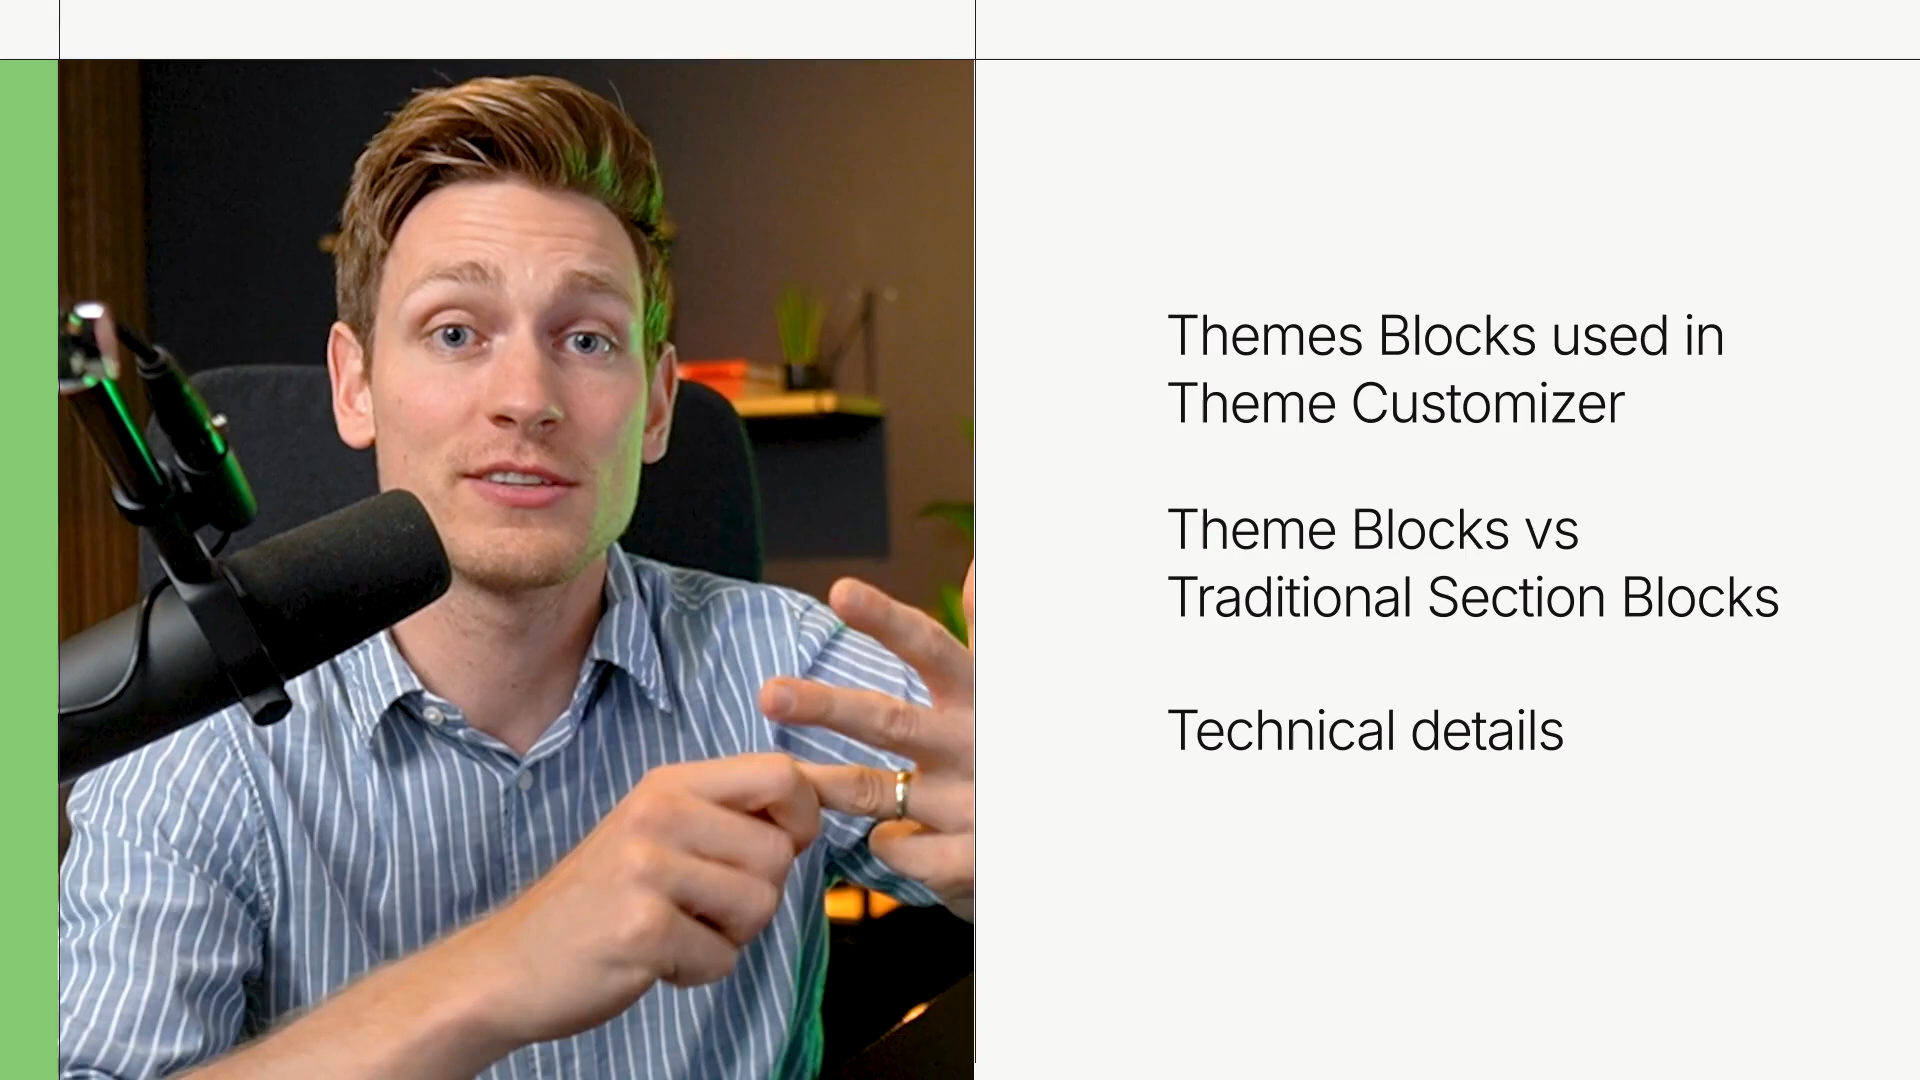 Themes Blocks used in
Theme Customizer
Theme Blocks vs
Traditional Section Blocks
Technical details